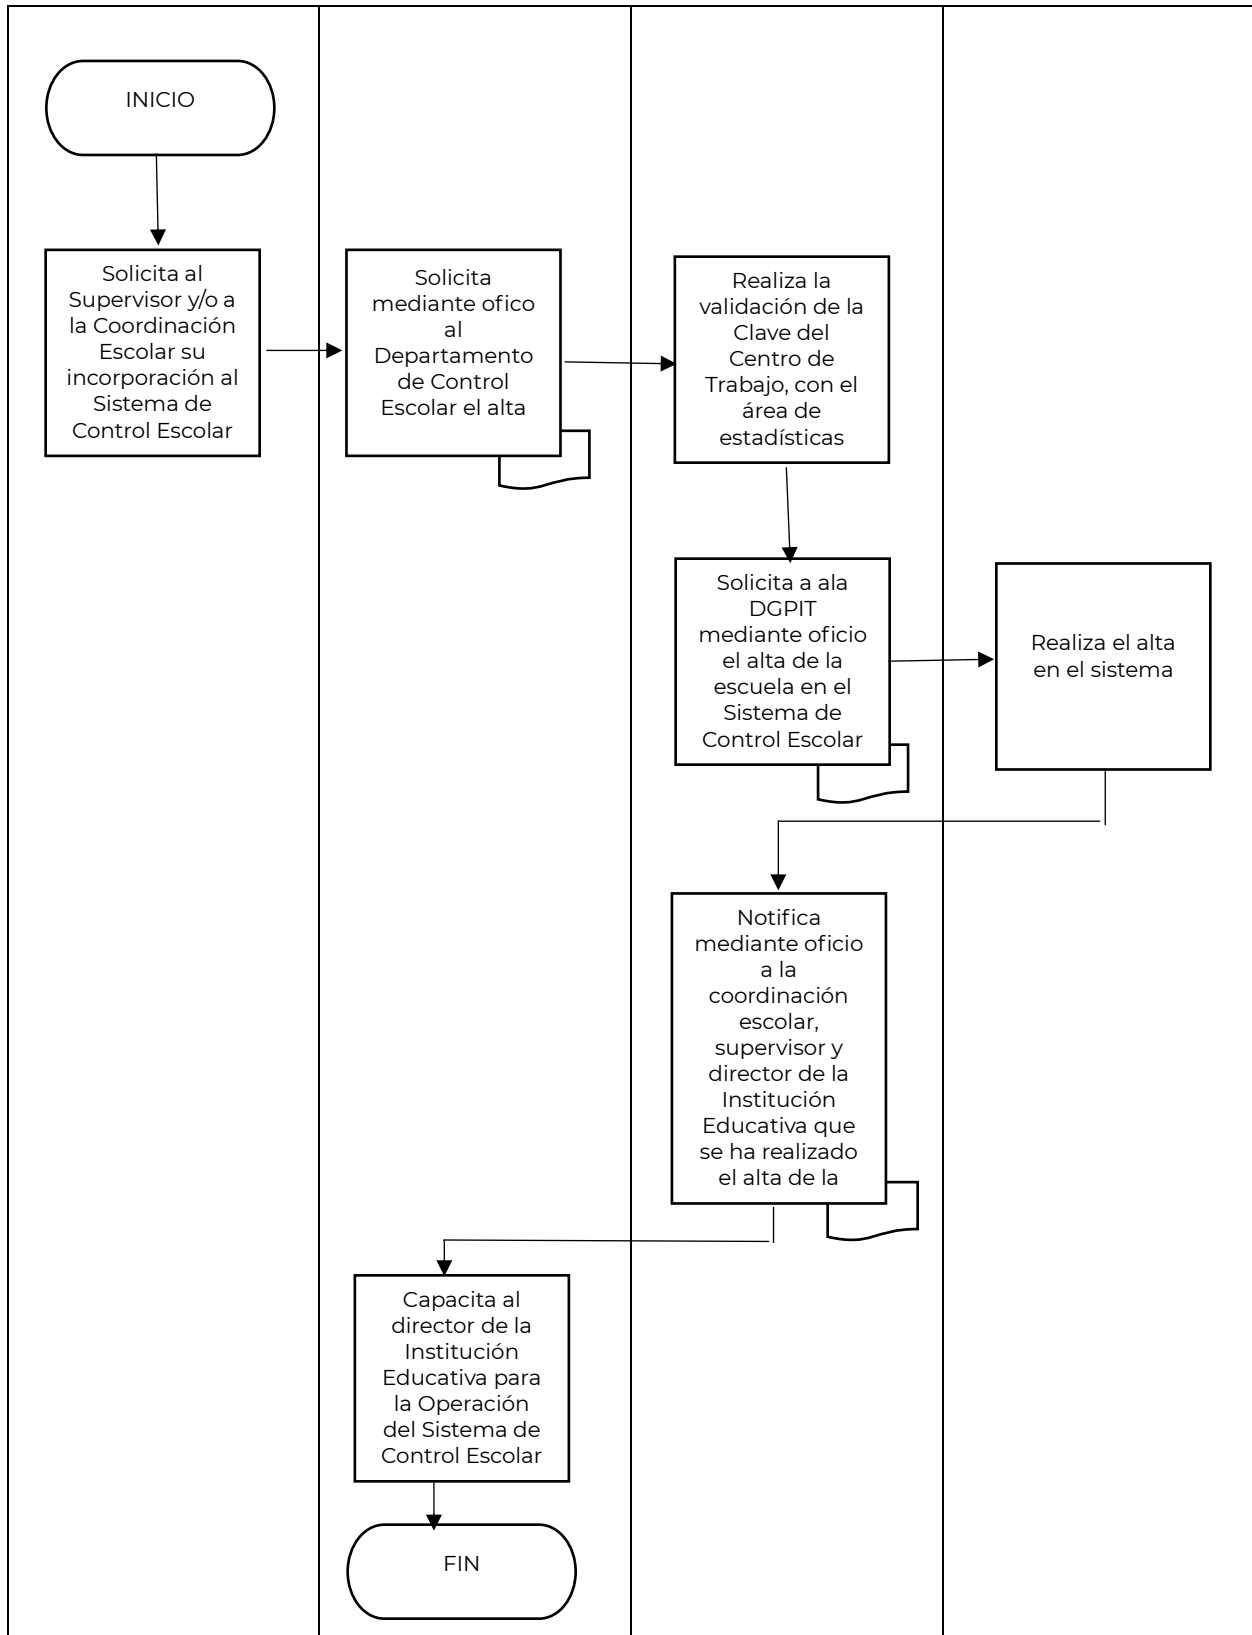 INICIO
Solicita al
Supervisor y/o a
la Coordinación
Escolar su
incorporación al
Sistema de
Control Escolar
Solicita
mediante ofico
al
Departamento
de Control
Escolar el alta
Realiza la
validación de la
Clave del
Centro de
Trabajo, con el
área de
estadísticas
Solicita a ala
DGPIT
mediante oficio
el alta de la
escuela en el
Sistema de
Control Escolar
Realiza el alta
en el sistema
Notifica
mediante oficio
a la
coordinación
escolar,
supervisor y
director de la
Institución
Educativa que
se ha realizado
el alta de la
Capacita al
director de la
Institución
Educativa para
la Operación
del Sistema de
Control Escolar
FIN